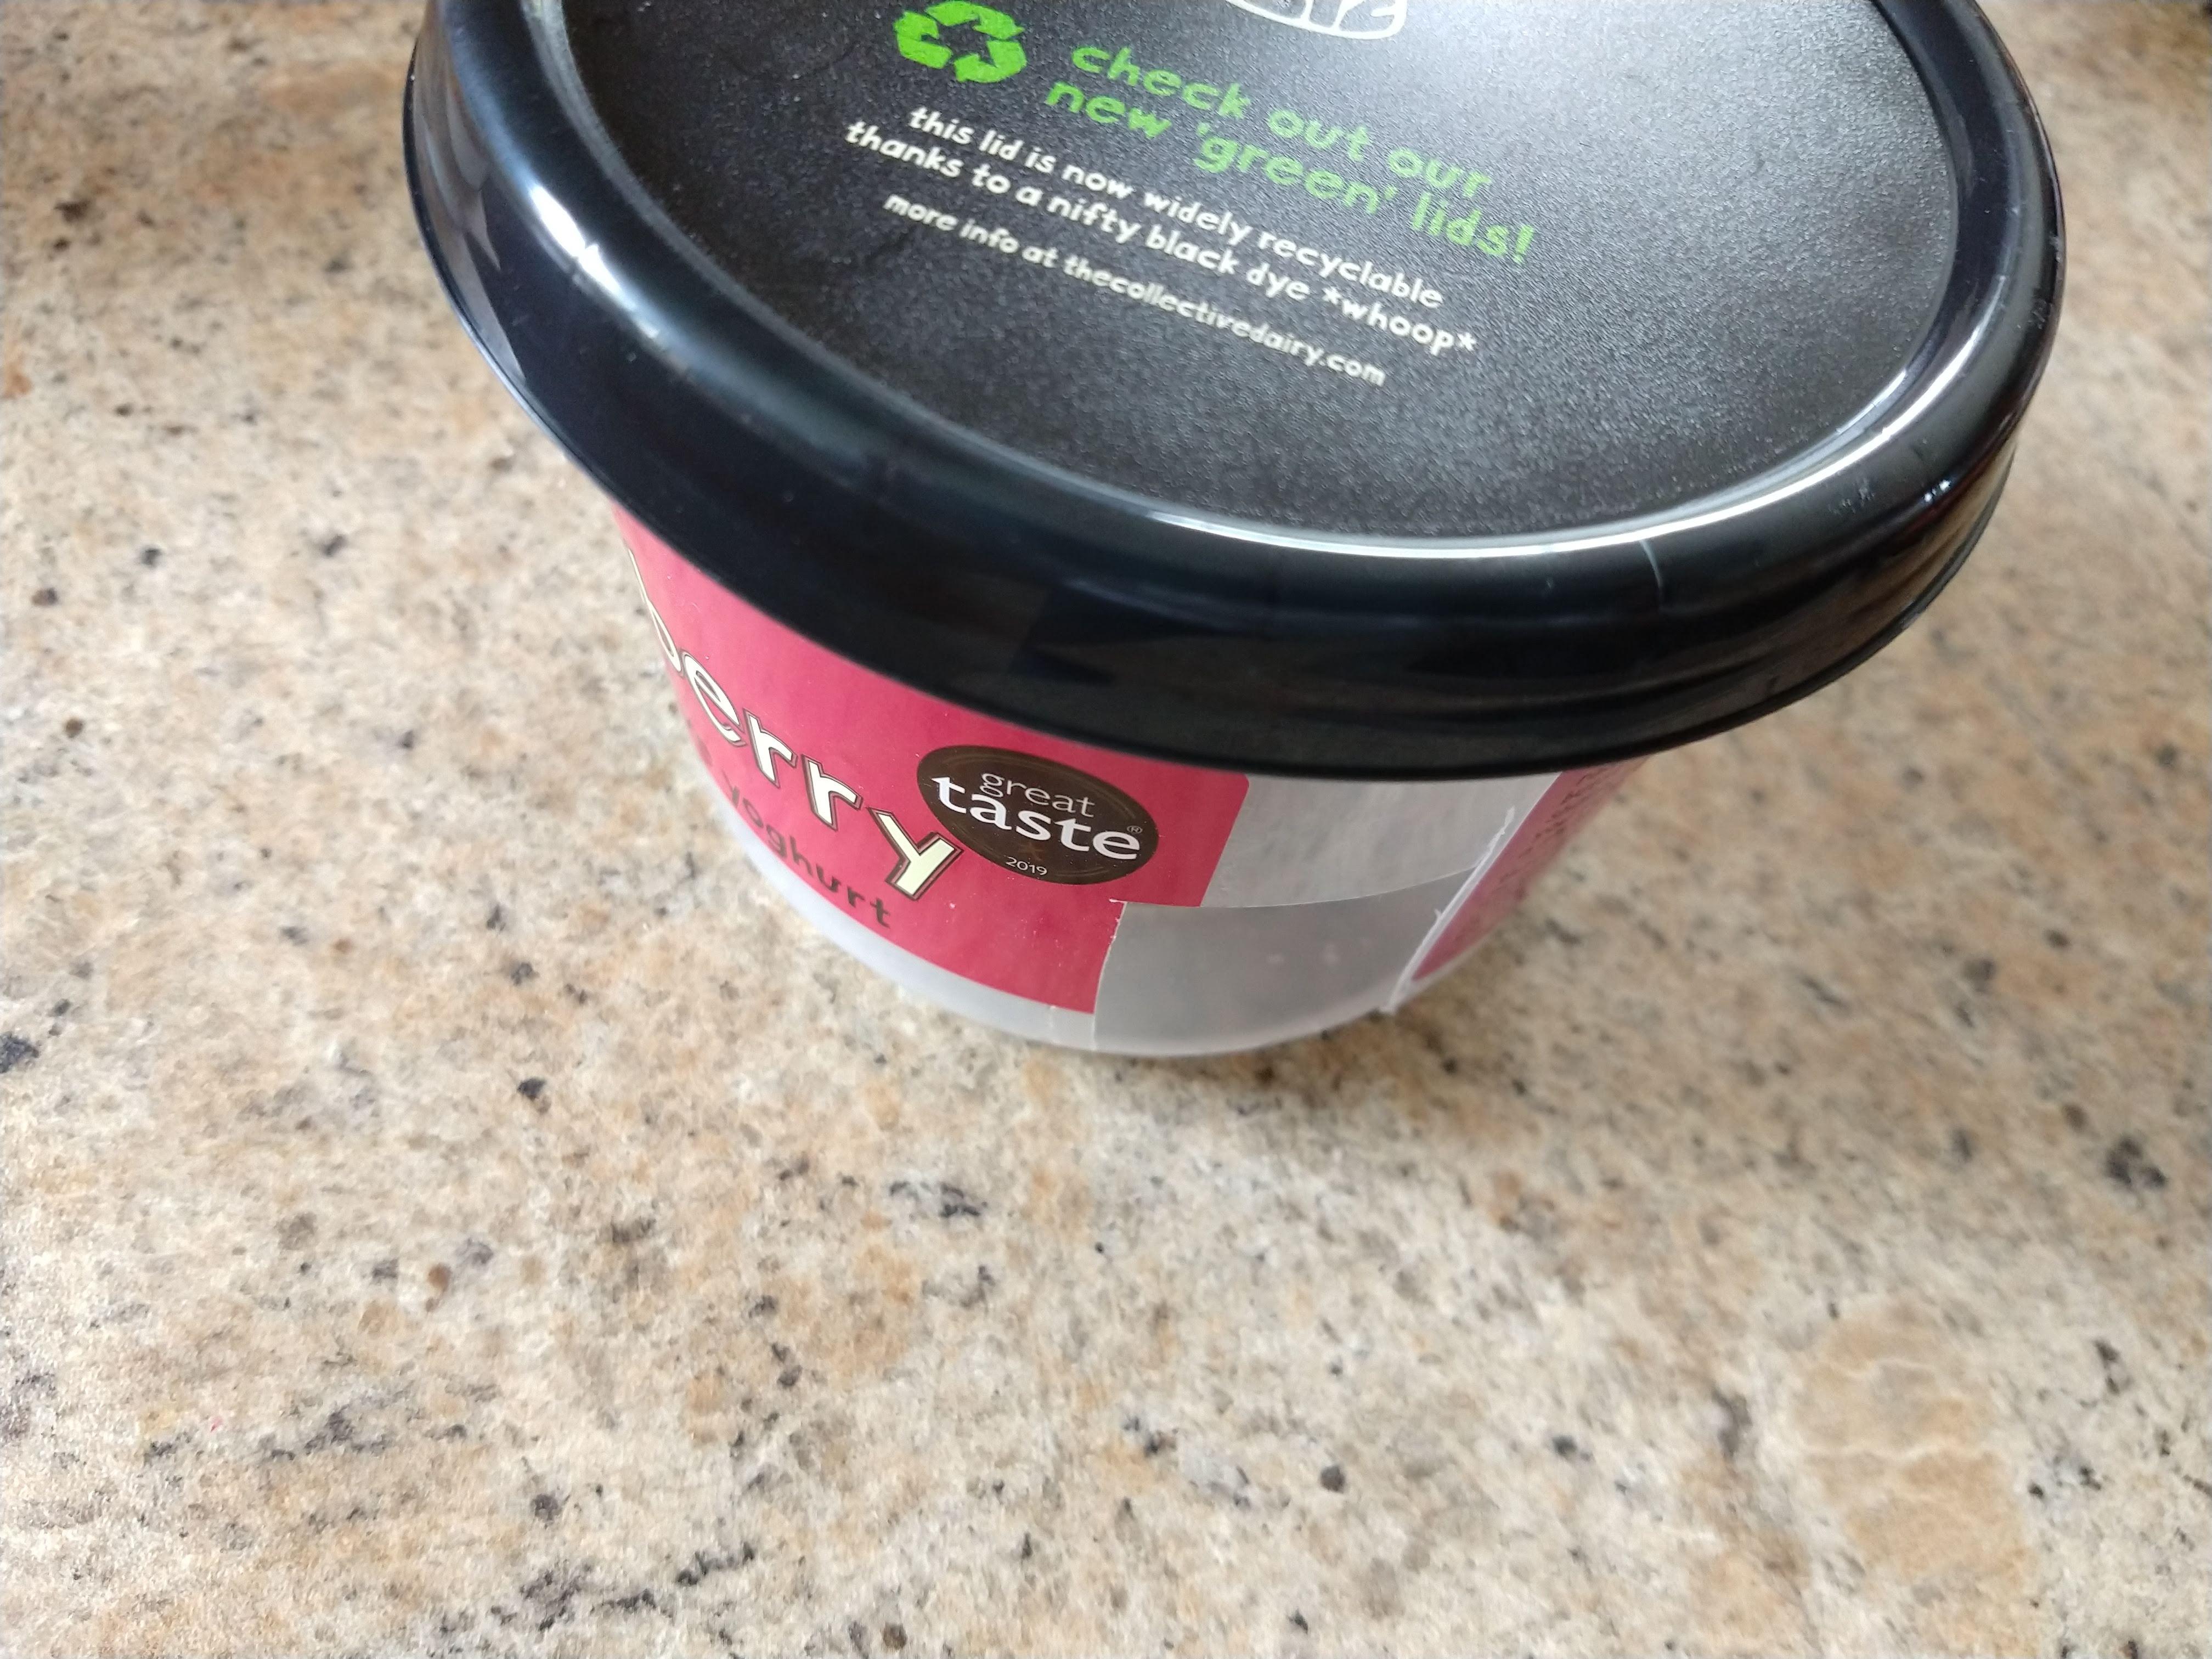 check out our
new 'green' lids!
this lid is now widely recyclable
thanks to a nifty black dye *whoop*
more info at thecollectivedairy.com
berry
yoghurt
great
taste®
2019